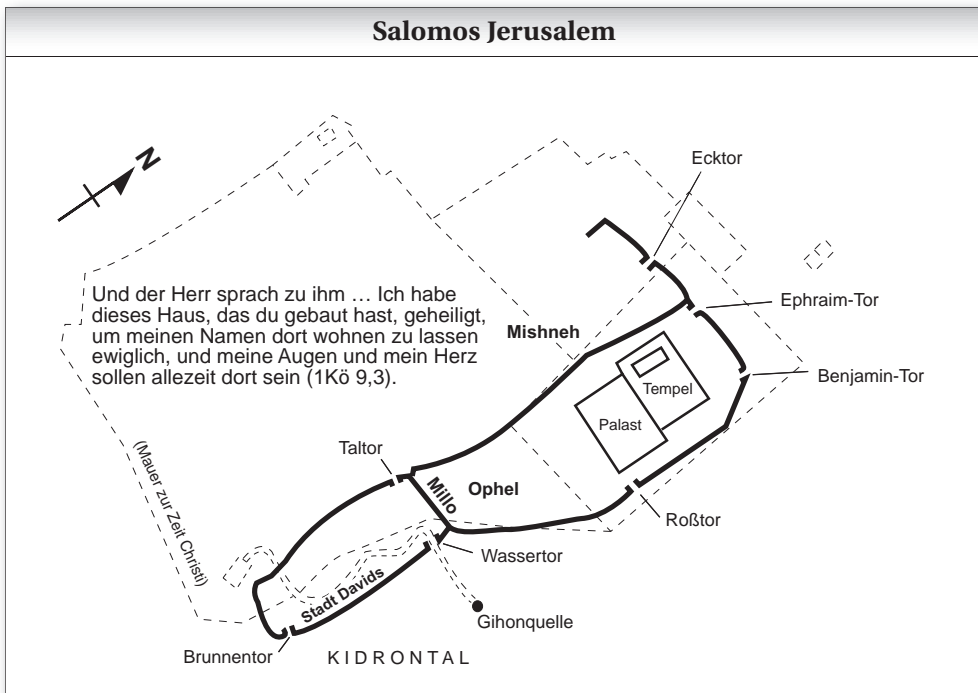 Salomos Jerusalem
N
Ecktor
Ephraim-Tor
Und der Herr sprach zu ihm … Ich habe
dieses Haus, das du gebaut hast, geheiligt,
um meinen Namen dort wohnen zu lassen
ewiglich, und meine Augen und mein Herz
sollen allezeit dort sein (1Kö 9,3).
Mishneh
Benjamin-Tor
Tempel
Palast
Taltor
(Mauer zur Zeit Christi)
Millo
Ophel
Roßtor
Wassertor
Stadt Davids
Gihonquelle
Brunnentor
KIDRONTAL